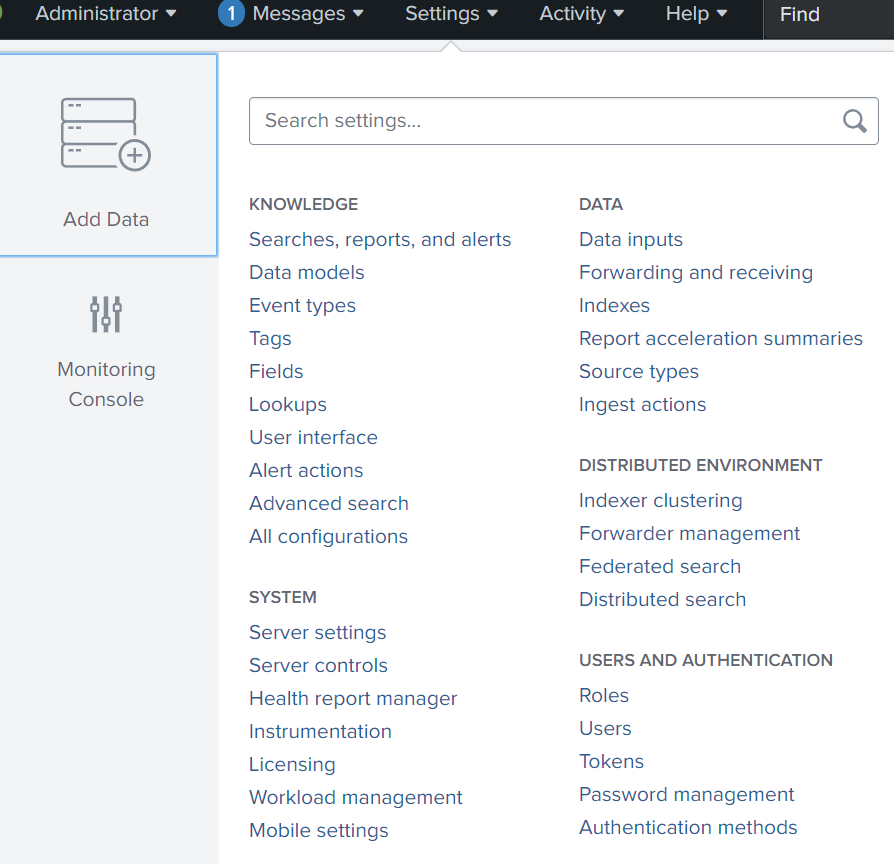 Administrator 1 Messages Settings Activity Help Find
Add Data
Monitoring
Console
Search settings...
KNOWLEDGE
Searches, reports, and alerts
Data models
Event types
Tags
Fields
Lookups
User interface
Alert actions
Advanced search
All configurations
SYSTEM
Server settings
Server controls
Health report manager
Instrumentation
Licensing
Workload management
Mobile settings
DATA
Data inputs
Forwarding and receiving
Indexes
Report acceleration summaries
Source types
Ingest actions
DISTRIBUTED ENVIRONMENT
Indexer clustering
Forwarder management
Federated search
Distributed search
USERS AND AUTHENTICATION
Roles
Users
Tokens
Password management
Authentication methods